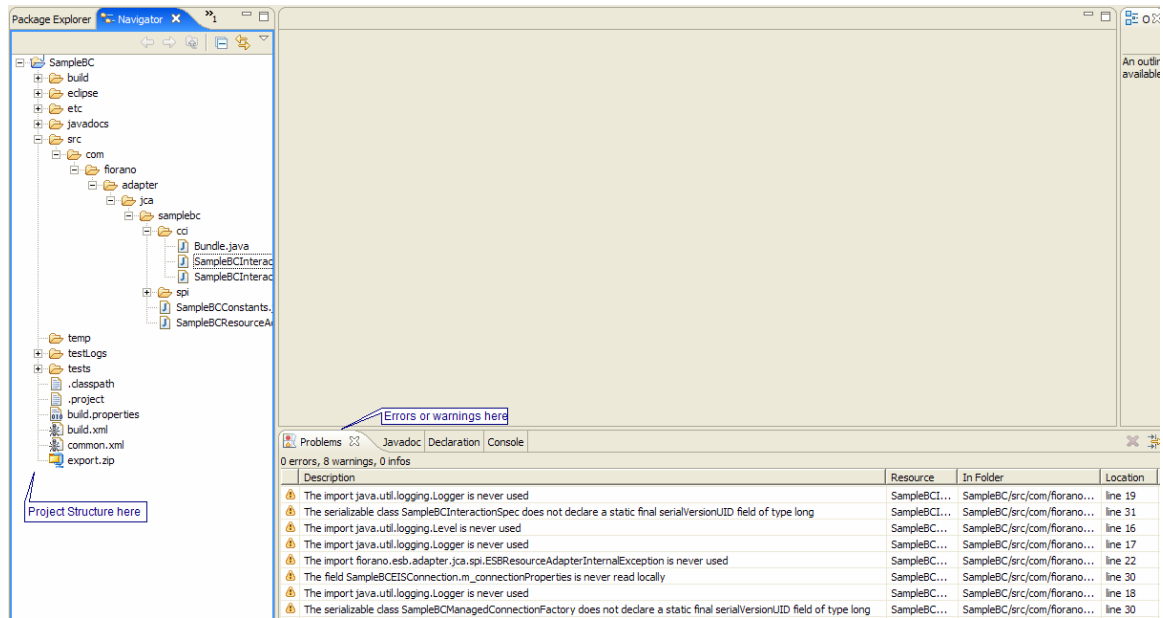 Package Explorer Navigator 1
SampleBC
build
eclipse
etc
javadocs
src
com
fiorano
adapter
jca
samplebc
cci
Bundle.java
SampleBCInterac
SampleBCInterac
spi
SampleBCConstants.
SampleBCResourceA
temp
testLogs
tests
.classpath
.project
build.properties
build.xml
common.xml
export.zip
Project Structure here
An outlin
available
Errors or warnings here
Problems Javadoc Declaration Console
0 errors, 8 warnings, 0 infos
Description Resource In Folder Location
The import java.util.logging.Logger is never used SampleBCI... SampleBC/src/com/fiorano... line 19
The serializable class SampleBCInteractionSpec does not declare a static final serialVersionUID field of type long SampleBC... SampleBC/src/com/fiorano... line 31
The import java.util.logging.Level is never used SampleBC... SampleBC/src/com/fiorano... line 16
The import java.util.logging.Logger is never used SampleBC... SampleBC/src/com/fiorano... line 17
The import fiorano.esb.adapter.jca.spi.ESBResourceAdapterInternalException is never used SampleBC... SampleBC/src/com/fiorano... line 22
The field SampleBCEISConnection.m_connectionProperties is never read locally SampleBC... SampleBC/src/com/fiorano... line 30
The import java.util.logging.Logger is never used SampleBC... SampleBC/src/com/fiorano... line 18
The serializable class SampleBCManagedConnectionFactory does not declare a static final serialVersionUID field of type long SampleBC... SampleBC/src/com/fiorano... line 30